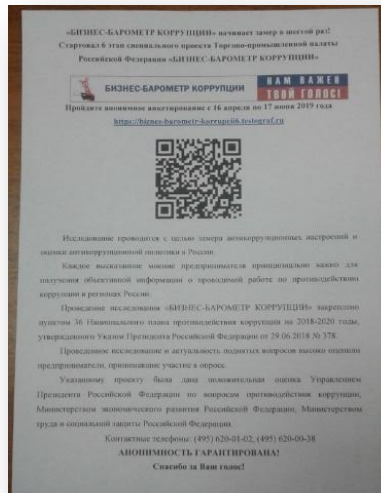 «БИЗНЕС-БАРОМЕТР КОРРУПЦИИ» начинает замер в шестой раз!
Стартовал 6 этап специального проекта Торгово-промышленной палаты
Российской Федерации «БИЗНЕС-БАРОМЕТР КОРРУПЦИИ»
БИЗНЕС-БАРОМЕТР КОРРУПЦИИ
НАМ ВАЖЕН
ТВОЙ ГОЛОС!
Пройдите анонимное анкетирование с 16 апреля по 17 июня 2019 года
https://biznes-barometr-korrupcii6.testograf.ru
Исследование проводится с целью замера антикоррупционных настроений и
оценки антикоррупционной политики в России.
Каждое высказанное мнение предпринимателя принципиально важно для
получения объективной информации о проводимой работе по противодействию
коррупции в регионах России.
Проведение исследования «БИЗНЕС-БАРОМЕТР КОРРУПЦИИ» закреплено
пунктом 36 Национального плана противодействия коррупции на 2018-2020 годы,
утвержденного Указом Президента Российской Федерации от 29.06.2018 № 378.
Проведенное исследование и актуальность поднятых вопросов высоко оценили
предприниматели, принимавшие участие в опросе.
Указанному проекту была дана положительная оценка Управлением
Президента Российской Федерации по вопросам противодействия коррупции,
Министерством экономического развития Российской Федерации, Министерством
труда и социальной защиты Российской Федерации.
Контактные телефоны: (495) 620-01-02, (495) 620-00-38
АНОНИМНОСТЬ ГАРАНТИРОВАНА!
Спасибо за Ваш голос!